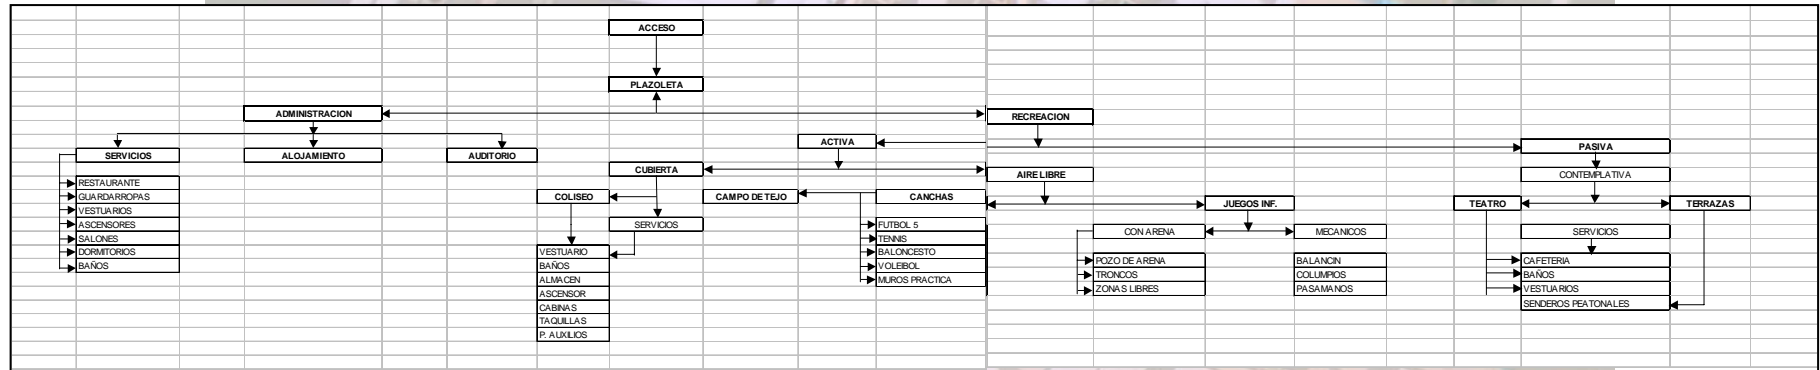 ACCESO
PLAZOLETA
ADMINISTRACION
RECREACION
ACTIVA
PASIVA
SERVICIOS
ALOJAMIENTO
AUDITORIO
CUBIERTA
AIRE LIBRE
CONTEMPLATIVA
COLISEO
CAMPO DE TEJO
CANCHAS
JUEGOS INF.
TEATRO
TERRAZAS
RESTAURANTE
GUARDARROPAS
VESTUARIOS
ASCENSORES
SALONES
DORMITORIOS
BAÑOS
SERVICIOS
VESTUARIO
BAÑOS
ALMACEN
ASCENSOR
CABINAS
TAQUILLAS
P. AUXILIOS
FUTBOL 5
TENNIS
BALONCESTO
VOLEIBOL
MUROS PRACTICA
CON ARENA
POZO DE ARENA
TRONCOS
ZONAS LIBRES
MECANICOS
BALANCIN
COLUMPIOS
PASAMANOS
SERVICIOS
CAFETERIA
BAÑOS
VESTUARIOS
SENDEROS PEATONALES